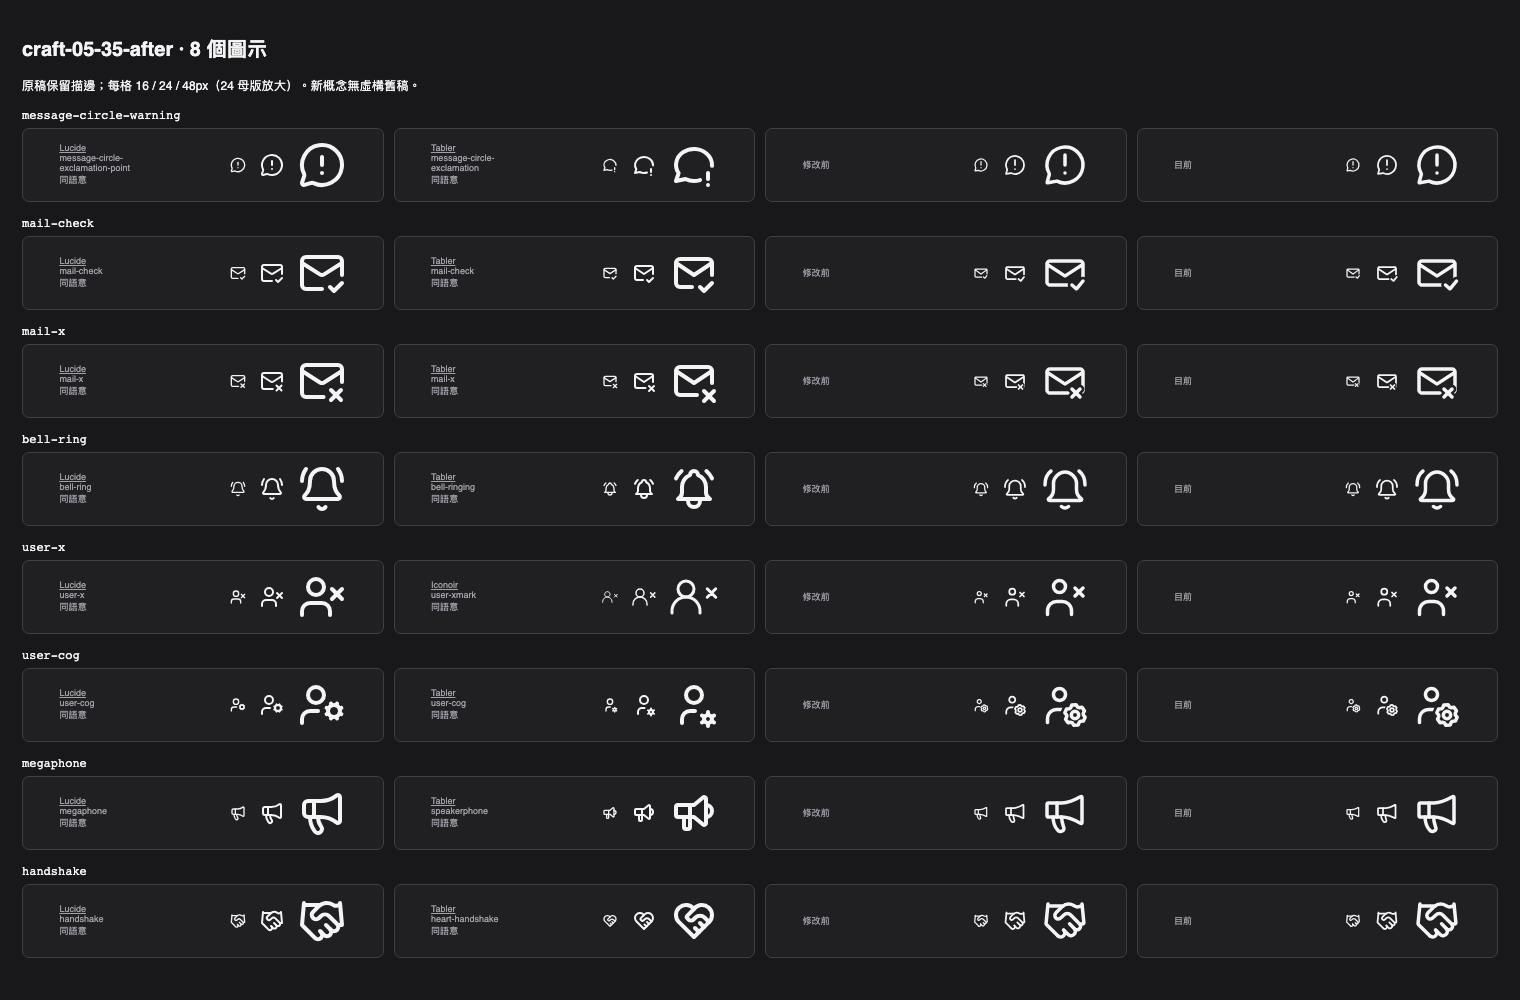 craft-05-35-after · 8 個圖示
原稿保留描邊；每格 16 / 24 / 48px（24 母版放大）。新概念無虛構舊稿。
message-circle-warning
Lucide
message-circle-
exclamation-point
同語意
Tabler
message-circle-
exclamation
同語意
修改前
目前
mail-check
Lucide
mail-check
同語意
Tabler
mail-check
同語意
修改前
目前
mail-x
Lucide
mail-x
同語意
Tabler
mail-x
同語意
修改前
目前
bell-ring
Lucide
bell-ring
同語意
Tabler
bell-ringing
同語意
修改前
目前
user-x
Lucide
user-x
同語意
Iconoir
user-xmark
同語意
修改前
目前
user-cog
Lucide
user-cog
同語意
Tabler
user-cog
同語意
修改前
目前
megaphone
Lucide
megaphone
同語意
Tabler
speakerphone
同語意
修改前
目前
handshake
Lucide
handshake
同語意
Tabler
heart-handshake
同語意
修改前
目前